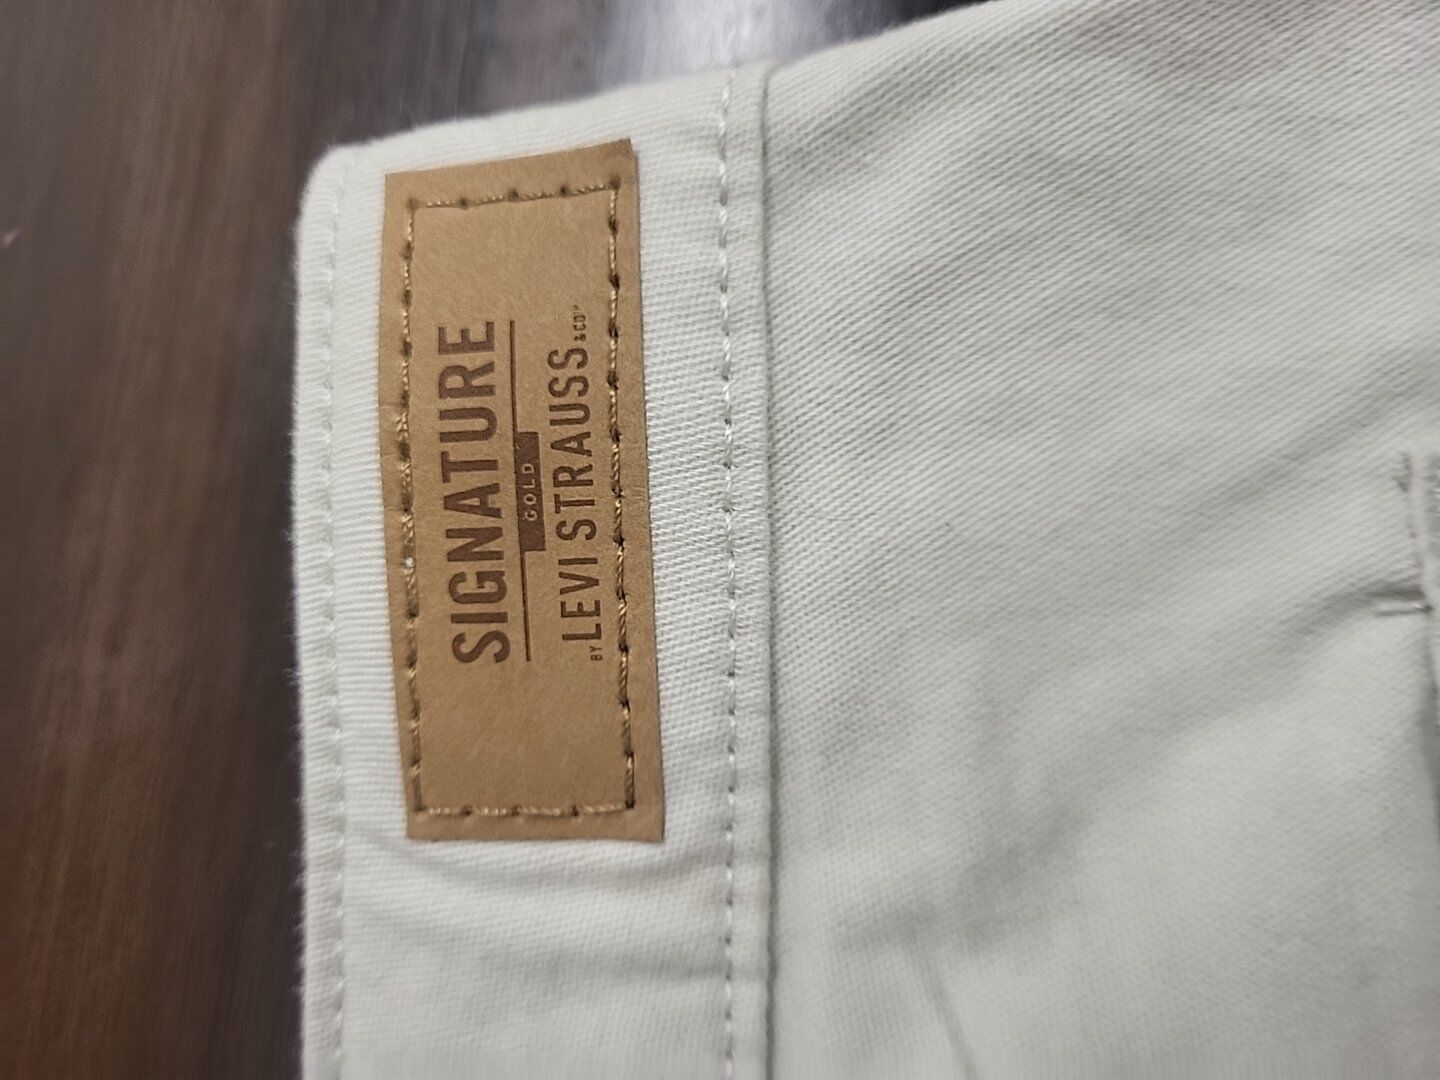 SIGNATURE
GOLD
BY LEVI STRAUSS & CO™